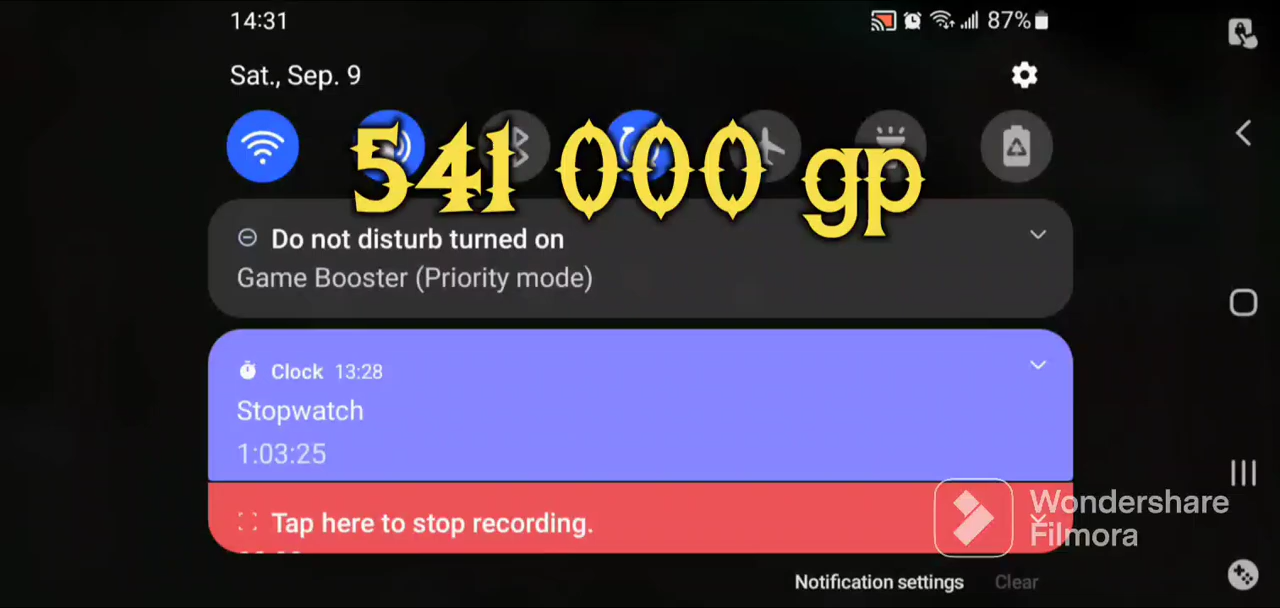 14:31
87%
Sat., Sep. 9
541 000 gp
Do not disturb turned on
Game Booster (Priority mode)
Clock 13:28
Stopwatch
1:03:25
Tap here to stop recording.
Wondershare
Filmora
Notification settings
Clear